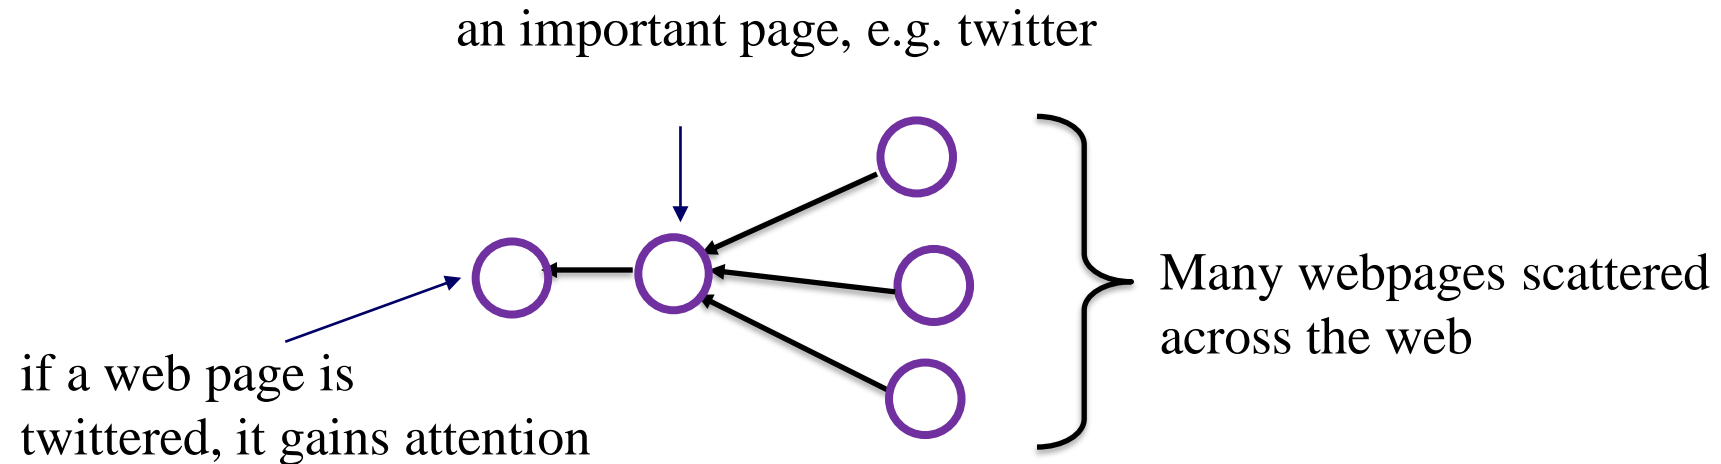 an important page, e.g. twitter
Many webpages scattered
across the web
if a web page is
twittered, it gains attention